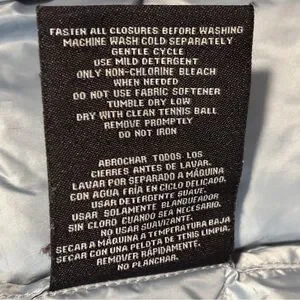 FASTEN ALL CLOSURES BEFORE WASHING
MACHINE WASH COLD SEPARATELY
GENTLE CYCLE
USE MILD DETERGENT
ONLY NON-CHLORINE BLEACH
WHEN NEEDED
DO NOT USE FABRIC SOFTENER
TUMBLE DRY LOW
DRY WITH CLEAN TENNIS BALL
REMOVE PROMPTLY
DO NOT IRON
ABROCHAR TODOS LOS
CIERRES ANTES DE LAVAR.
LAVAR POR SEPARADO A MÁQUINA
CON AGUA FRÍA EN CICLO DELICADO.
USAR DETERGENTE SUAVE.
USAR SOLAMENTE BLANQUEADOR
SIN CLORO CUANDO SEA NECESARIO.
NO USAR SUAVIZANTE.
SECAR A MÁQUINA A TEMPERATURA BAJA
SECAR CON UNA PELOTA DE TENIS LIMPIA.
REMOVER RÁPIDAMENTE.
NO PLANCHAR.